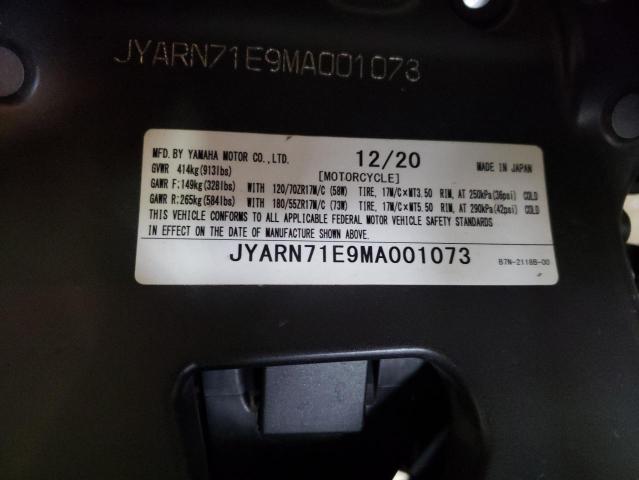 JYARN71E9MA001073
MFD. BY YAMAHA MOTOR CO., LTD. 12/20 MADE IN JAPAN
GVWR 414kg(913lbs) [MOTORCYCLE]
GAWR F:149kg(328lbs) WITH 120/70ZR17M/C (58W) TIRE, 17M/C×MT3.50 RIM, AT 250kPa(36psi) COLD
GAWR R:265kg(584lbs) WITH 180/55ZR17M/C (73W) TIRE, 17M/C×MT5.50 RIM, AT 290kPa(42psi) COLD
THIS VEHICLE CONFORMS TO ALL APPLICABLE FEDERAL MOTOR VEHICLE SAFETY STANDARDS
IN EFFECT ON THE DATE OF MANUFACTURE SHOWN ABOVE.
JYARN71E9MA001073 B7N-2118B-00